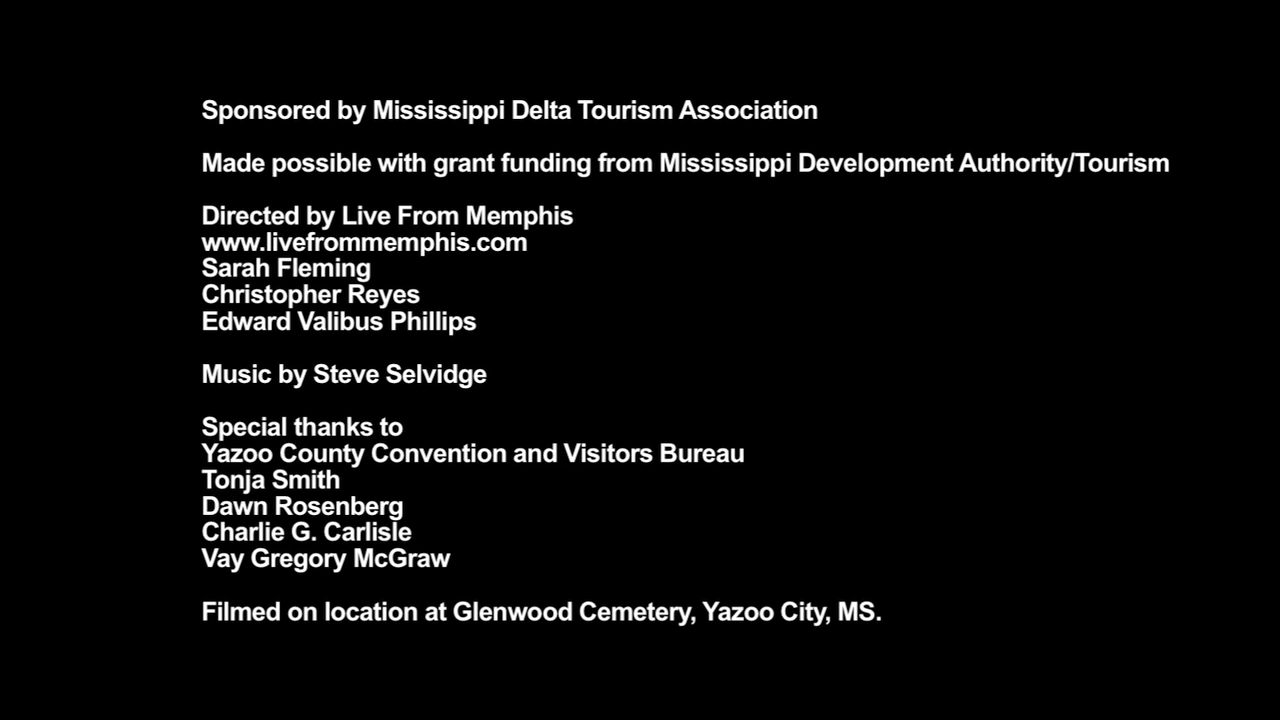 Sponsored by Mississippi Delta Tourism Association
Made possible with grant funding from Mississippi Development Authority/Tourism
Directed by Live From Memphis
www.livefrommemphis.com
Sarah Fleming
Christopher Reyes
Edward Valibus Phillips
Music by Steve Selvidge
Special thanks to
Yazoo County Convention and Visitors Bureau
Tonja Smith
Dawn Rosenberg
Charlie G. Carlisle
Vay Gregory McGraw
Filmed on location at Glenwood Cemetery, Yazoo City, MS.